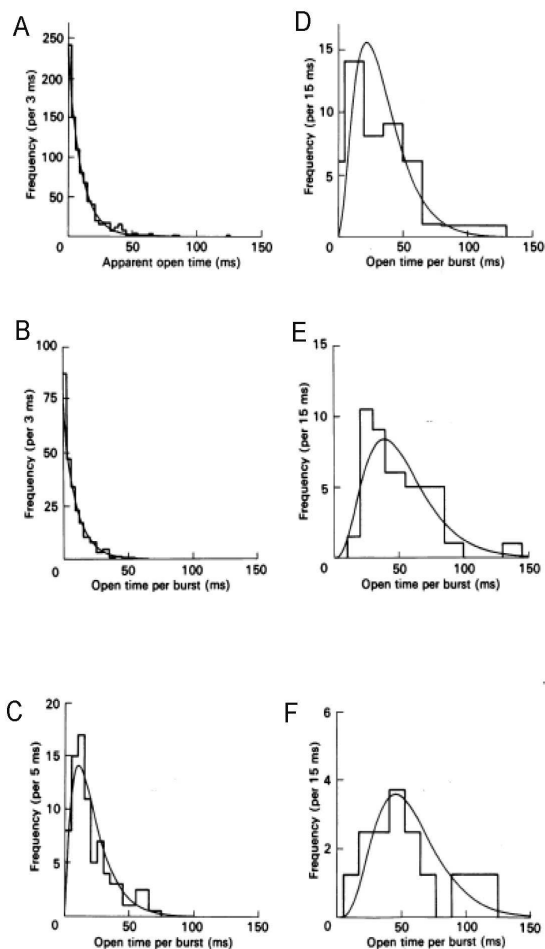 A
Frequency (per 3 ms)
250
200
150
100
50
0
50
100
150
Apparent open time (ms)
B
Frequency (per 3 ms)
100
75
50
25
0
50
100
150
Open time per burst (ms)
C
Frequency (per 5 ms)
20
15
10
5
0
50
100
150
Open time per burst (ms)
D
Frequency (per 15 ms)
15
10
5
0
50
100
150
Open time per burst (ms)
E
Frequency (per 15 ms)
15
10
5
0
50
100
150
Open time per burst (ms)
F
Frequency (per 15 ms)
6
4
2
0
50
100
150
Open time per burst (ms)